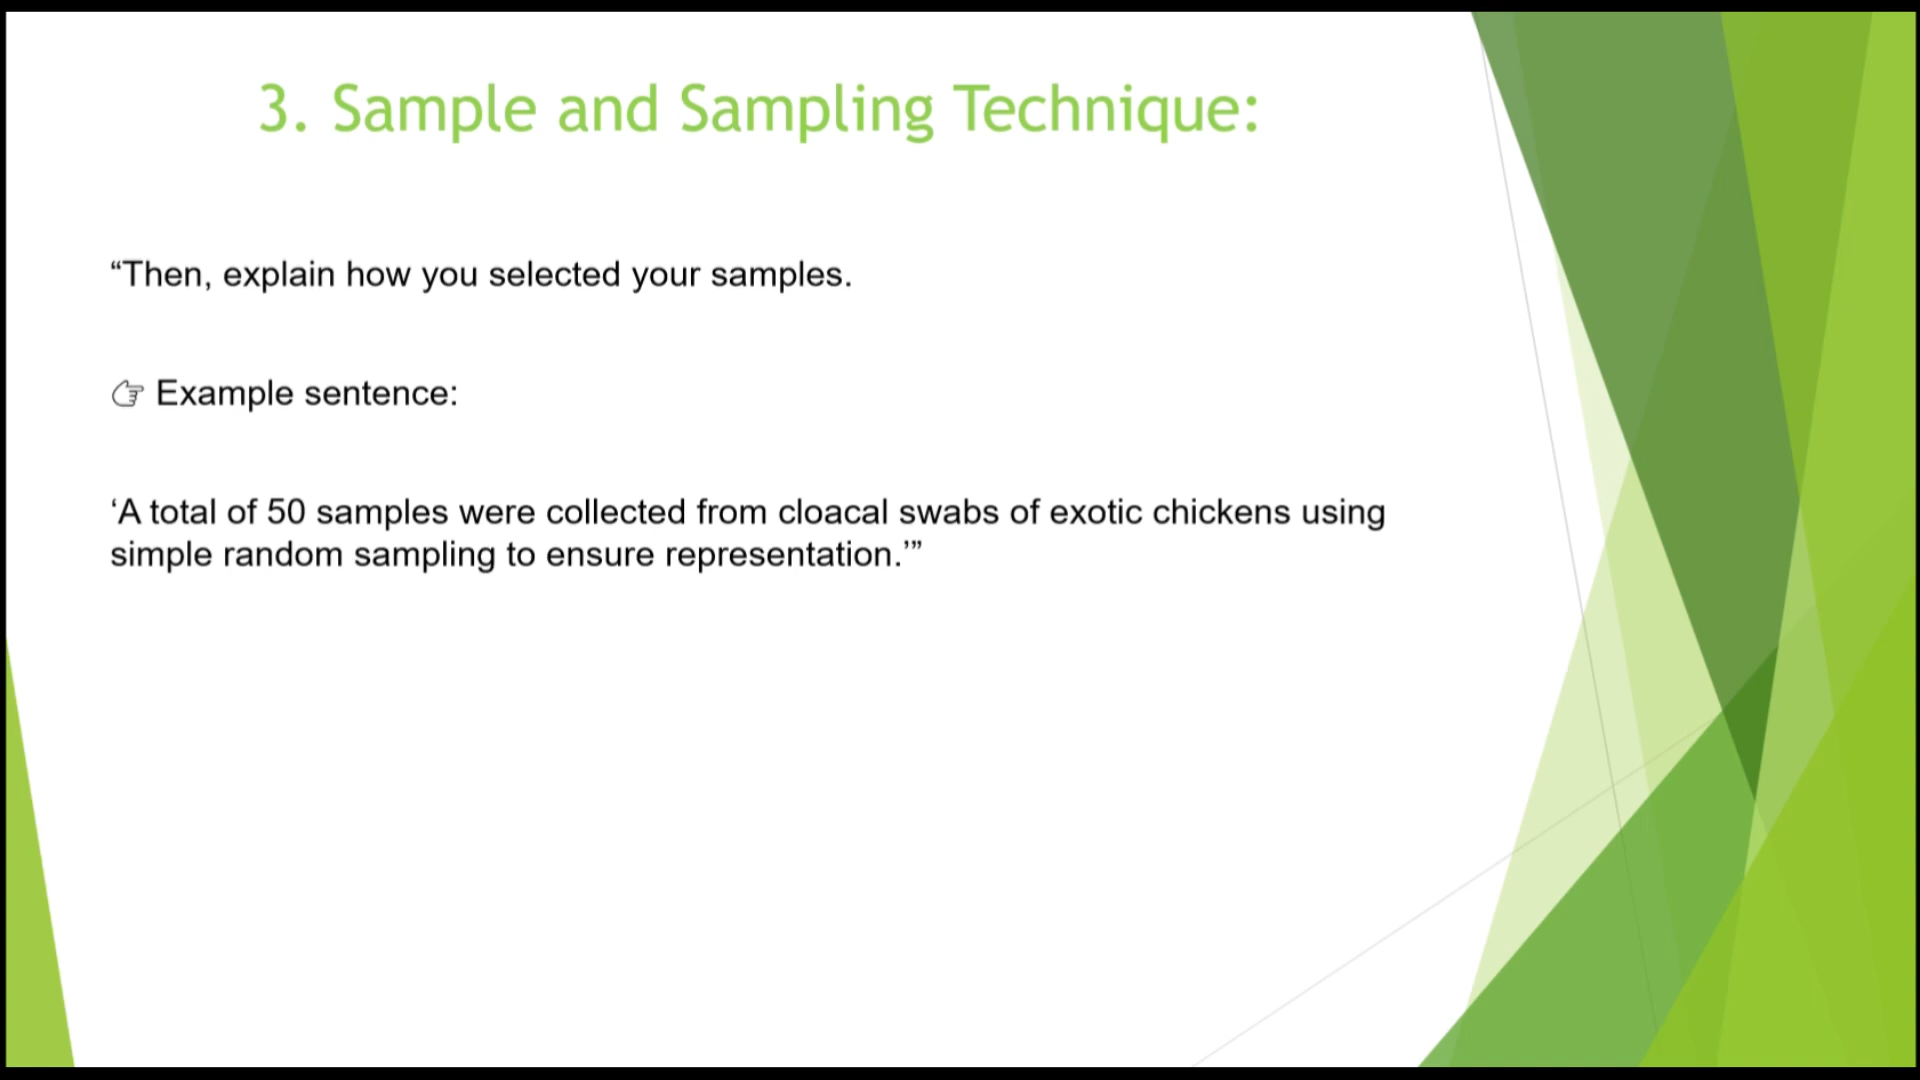 3. Sample and Sampling Technique:
“Then, explain how you selected your samples.
👉 Example sentence:
‘A total of 50 samples were collected from cloacal swabs of exotic chickens using
simple random sampling to ensure representation.’”